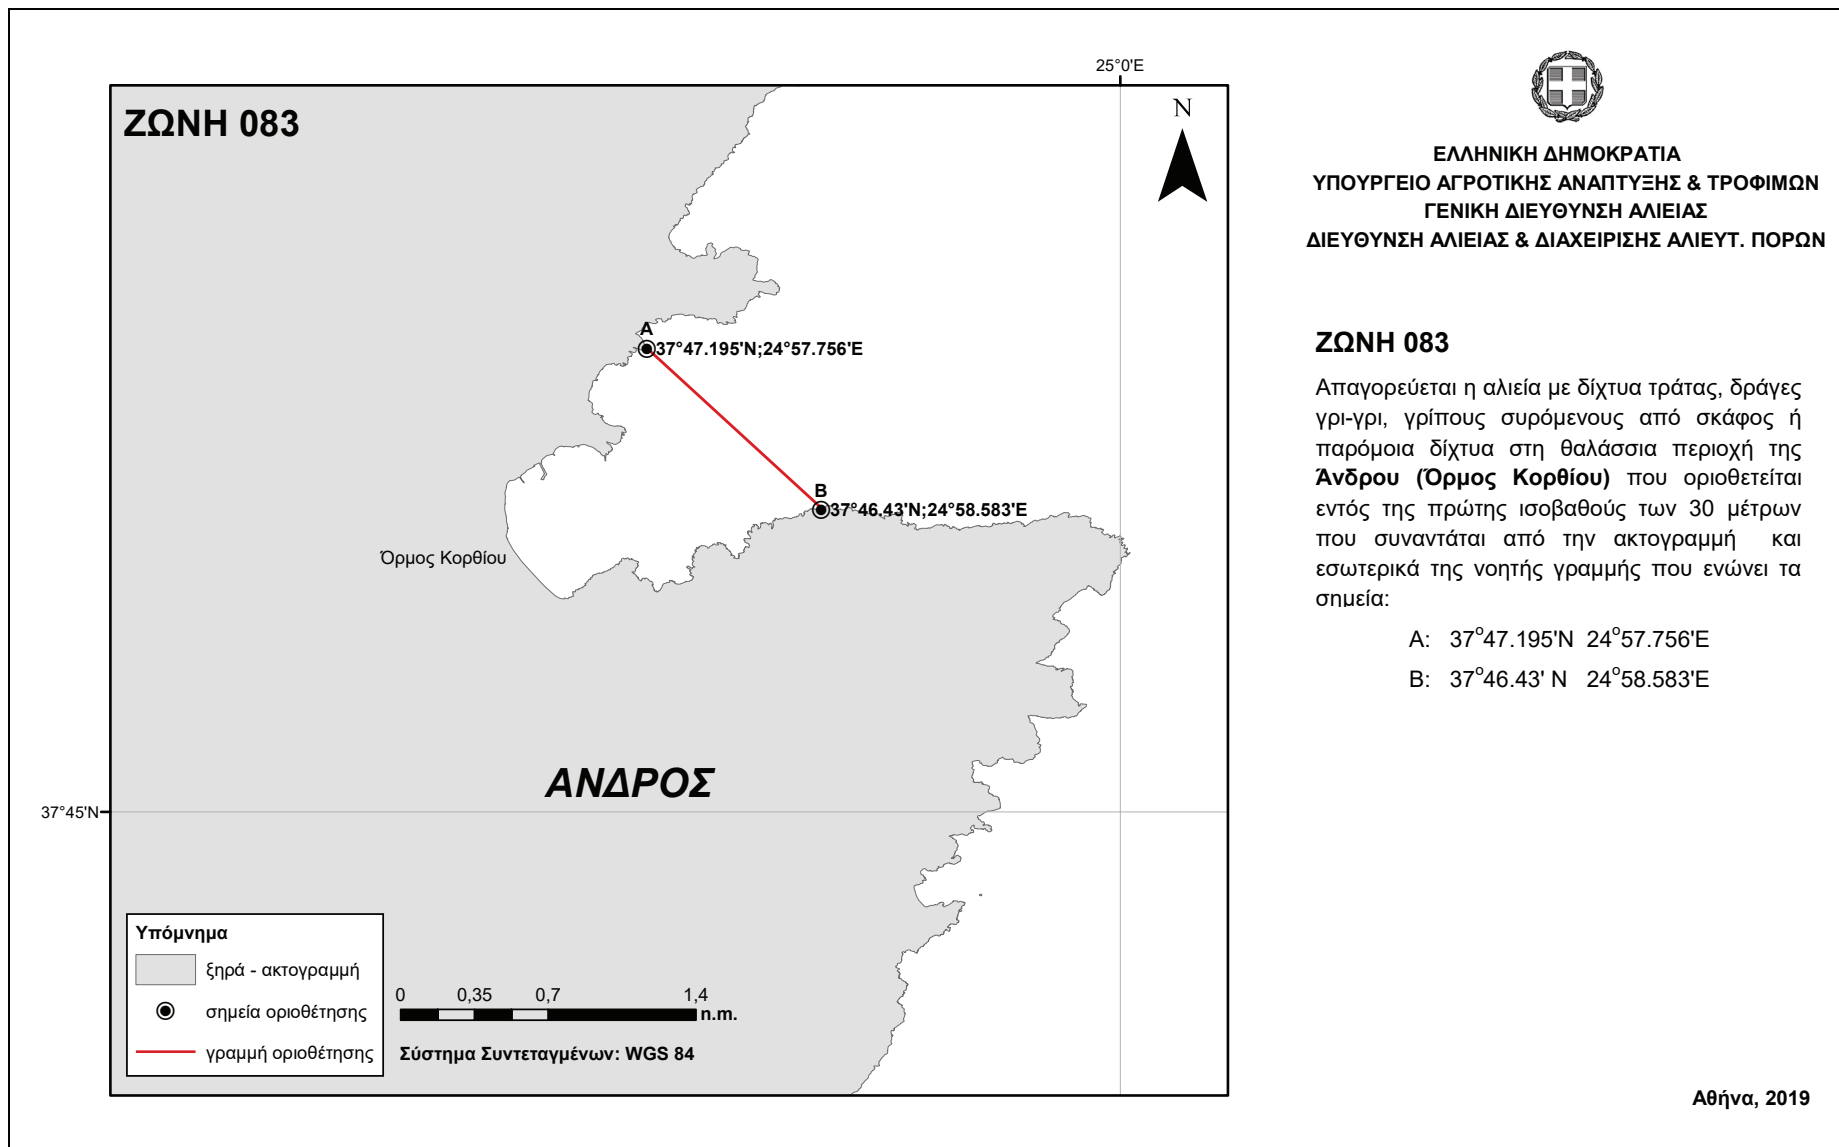 25°0'E
ΖΩΝΗ 083
N
A
37°47.195'N;24°57.756'E
B
37°46.43'N;24°58.583'E
Όρμος Κορθίου
ΑΝΔΡΟΣ
37°45'N
Υπόμνημα
ξηρά - ακτογραμμή
σημεία οριοθέτησης
γραμμή οριοθέτησης
0 0,35 0,7 1,4
n.m.
Σύστημα Συντεταγμένων: WGS 84
ΕΛΛΗΝΙΚΗ ΔΗΜΟΚΡΑΤΙΑ
ΥΠΟΥΡΓΕΙΟ ΑΓΡΟΤΙΚΗΣ ΑΝΑΠΤΥΞΗΣ & ΤΡΟΦΙΜΩΝ
ΓΕΝΙΚΗ ΔΙΕΥΘΥΝΣΗ ΑΛΙΕΙΑΣ
ΔΙΕΥΘΥΝΣΗ ΑΛΙΕΙΑΣ & ΔΙΑΧΕΙΡΙΣΗΣ ΑΛΙΕΥΤ. ΠΟΡΩΝ
ΖΩΝΗ 083
Απαγορεύεται η αλιεία με δίχτυα τράτας, δράγες
γρι-γρι, γρίπους συρόμενους από σκάφος ή
παρόμοια δίχτυα στη θαλάσσια περιοχή της
Άνδρου (Όρμος Κορθίου) που οριοθετείται
εντός της πρώτης ισοβαθούς των 30 μέτρων
που συναντάται από την ακτογραμμή και
εσωτερικά της νοητής γραμμής που ενώνει τα
σημεία:
A: 37°47.195'N 24°57.756'E
B: 37°46.43' N 24°58.583'E
Αθήνα, 2019